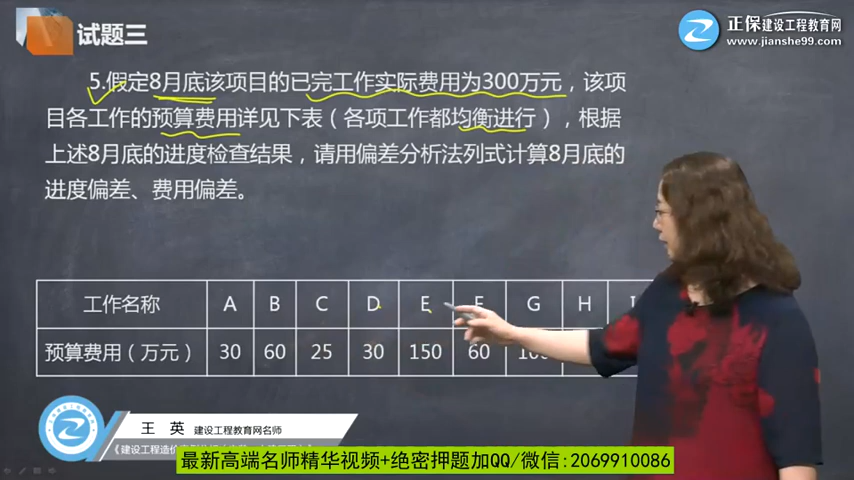 试题三
正保建设工程教育网
www.jianshe99.com
5.假定8月底该项目的已完工作实际费用为300万元，该项
目各工作的预算费用详见下表（各项工作都均衡进行），根据
上述8月底的进度检查结果，请用偏差分析法列式计算8月底的
进度偏差、费用偏差。
工作名称 A B C D E F G H I
预算费用（万元） 30 60 25 30 150 60
王 英 建设工程教育网名师
《建设工程造价
最新高端名师精华视频+绝密押题加QQ/微信:2069910086